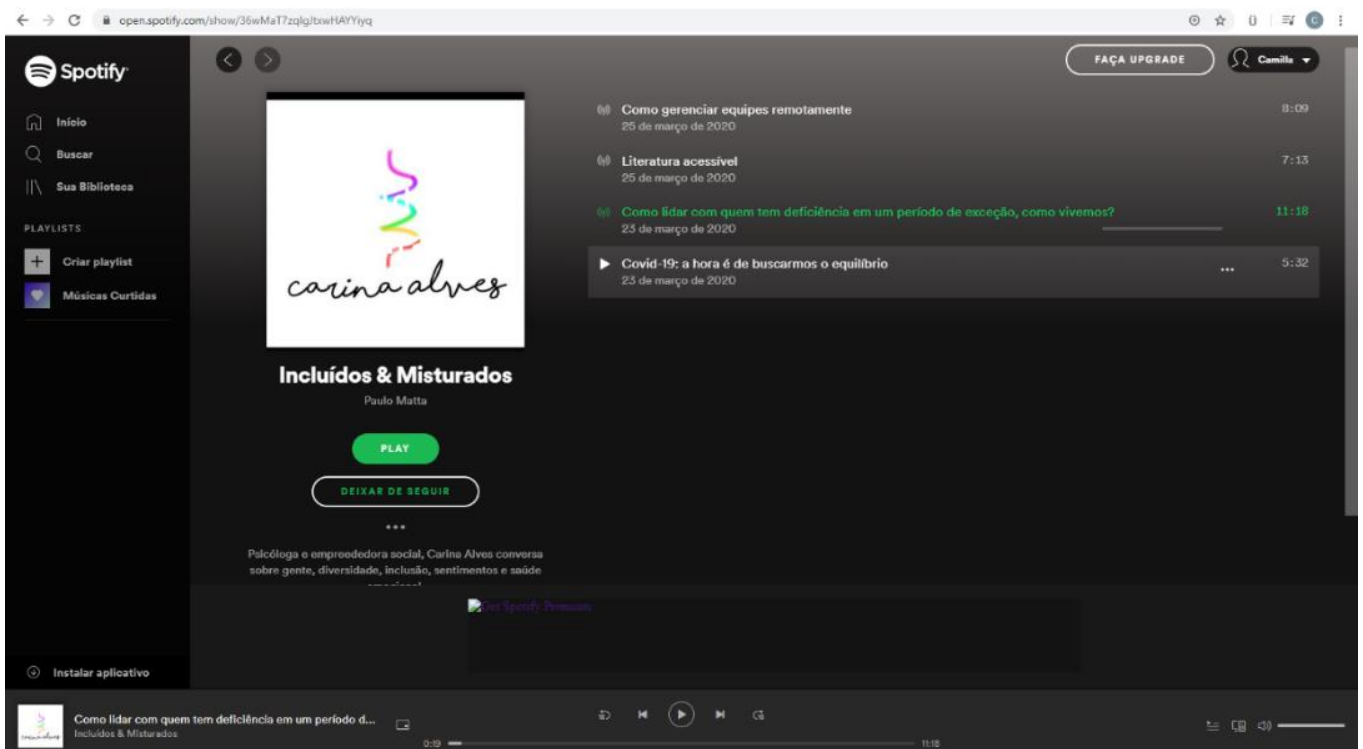 open.spotify.com/show/36wMaT7zqlgJtxwHAYYiyq
Spotify
FAÇA UPGRADE
Camilla
Início
Buscar
Sua Biblioteca
PLAYLISTS
Criar playlist
Músicas Curtidas
carina alves
Incluídos & Misturados
Paulo Matta
PLAY
DEIXAR DE SEGUIR
Psicóloga e empreededora social, Carina Alves conversa
sobre gente, diversidade, inclusão, sentimentos e saúde
Como gerenciar equipes remotamente 8:09
25 de março de 2020
Literatura acessível 7:13
25 de março de 2020
Como lidar com quem tem deficiência em um período de exceção, como vivemos? 11:18
23 de março de 2020
Covid-19: a hora é de buscarmos o equilíbrio 5:32
23 de março de 2020
Get Spotify Premium
Instalar aplicativo
Como lidar com quem tem deficiência em um período d...
Incluídos & Misturados
0:19 11:18